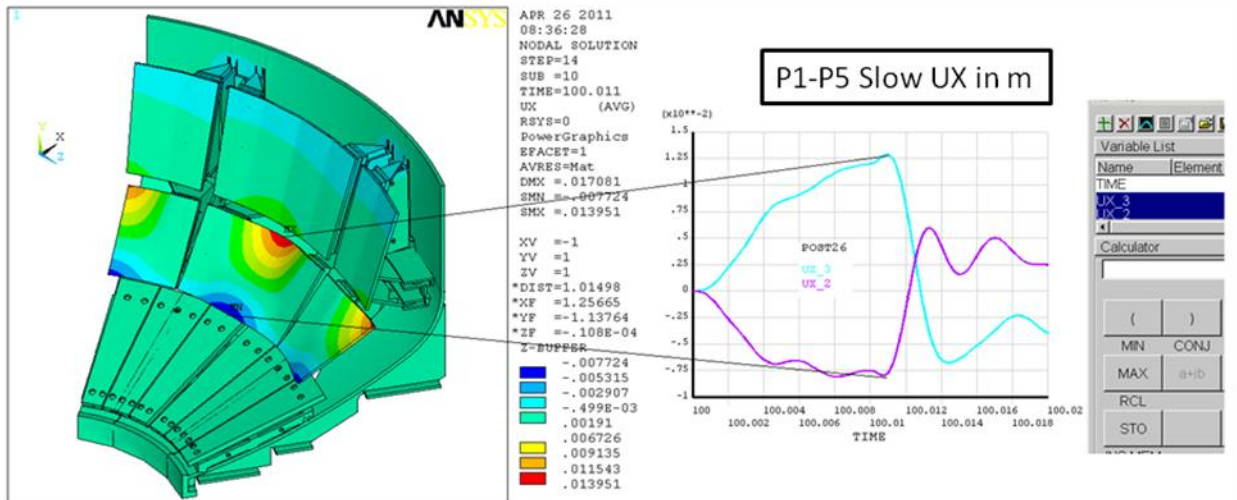 1
ANSYS
APR 26 2011
08:36:28
NODAL SOLUTION
STEP=14
SUB =10
TIME=100.011
UX (AVG)
RSYS=0
PowerGraphics
EFACET=1
AVRES=Mat
DMX =.017081
SMN =-.007724
SMX =.013951
XV =-1
YV =1
ZV =1
*DIST=1.01498
*XF =1.25665
*YF =-1.13764
*ZF =-.108E-04
Z-BUFFER
-.007724
-.005315
-.002907
-.499E-03
.00191
.006726
.009135
.011543
.013951
Y
X
Z
MX
MN
P1-P5 Slow UX in m
(x10**-2)
1.5
1.25
1
.75
.5
.25
0
-.25
-.5
-.75
-1
POST26
UX_3
UX_2
100 100.004 100.008 100.012 100.016 100.02
100.002 100.006 100.01 100.014 100.018
TIME
Variable List
Name Element
TIME
UX_3
UX_2
Calculator
( )
MIN CONJ
MAX a+ib
RCL
STO